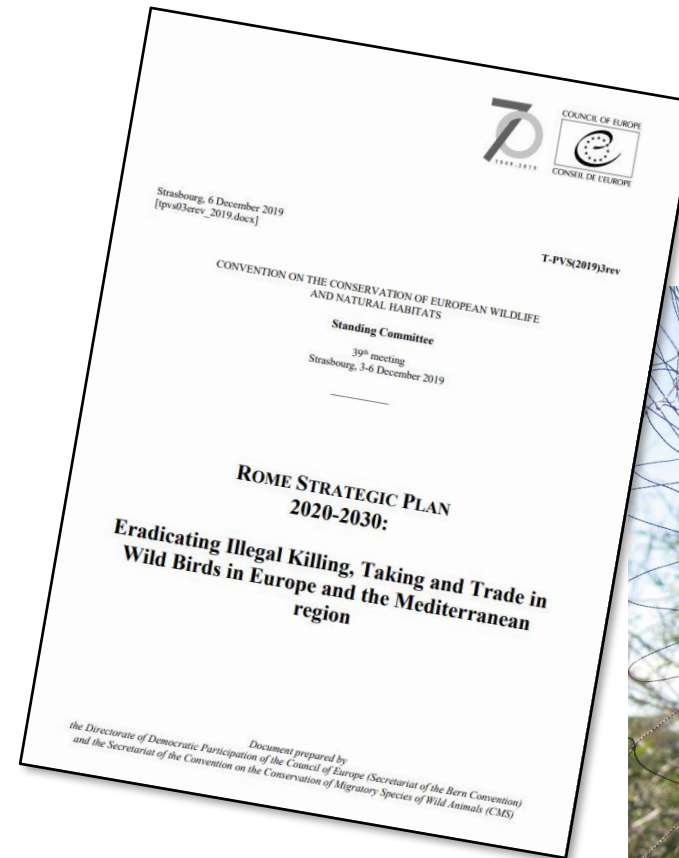 70
1949-2019
COUNCIL OF EUROPE
CONSEIL DE L'EUROPE
Strasbourg, 6 December 2019
[tpvs03erev_2019.docx]
T-PVS(2019)3rev
CONVENTION ON THE CONSERVATION OF EUROPEAN WILDLIFE
AND NATURAL HABITATS
Standing Committee
39th meeting
Strasbourg, 3-6 December 2019
ROME STRATEGIC PLAN
2020-2030:
Eradicating Illegal Killing, Taking and Trade in
Wild Birds in Europe and the Mediterranean
region
Document prepared by
the Directorate of Democratic Participation of the Council of Europe (Secretariat of the Bern Convention)
and the Secretariat of the Convention on the Conservation of Migratory Species of Wild Animals (CMS)